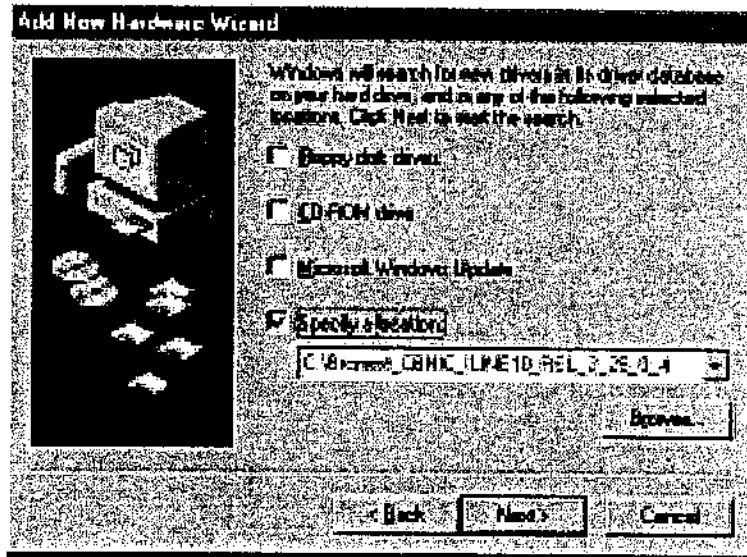 Add New Hardware Wizard
Windows will search for new drivers in its driver database
on your hard drive, and in any of the following selected
locations. Click Next to start the search.
Floppy disk drives
CD-ROM drive
Microsoft Windows Update
Specify a location:
Browse...
< Back Next > Cancel